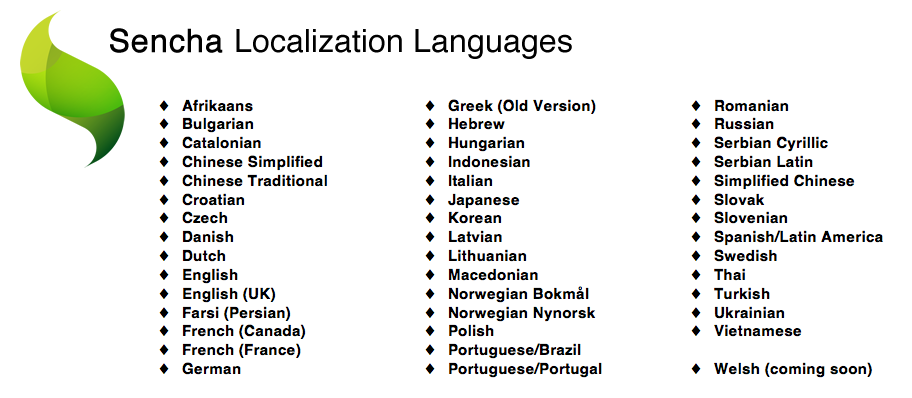 Sencha Localization Languages
♦ Afrikaans
♦ Bulgarian
♦ Catalonian
♦ Chinese Simplified
♦ Chinese Traditional
♦ Croatian
♦ Czech
♦ Danish
♦ Dutch
♦ English
♦ English (UK)
♦ Farsi (Persian)
♦ French (Canada)
♦ French (France)
♦ German
♦ Greek (Old Version)
♦ Hebrew
♦ Hungarian
♦ Indonesian
♦ Italian
♦ Japanese
♦ Korean
♦ Latvian
♦ Lithuanian
♦ Macedonian
♦ Norwegian Bokmål
♦ Norwegian Nynorsk
♦ Polish
♦ Portuguese/Brazil
♦ Portuguese/Portugal
♦ Romanian
♦ Russian
♦ Serbian Cyrillic
♦ Serbian Latin
♦ Simplified Chinese
♦ Slovak
♦ Slovenian
♦ Spanish/Latin America
♦ Swedish
♦ Thai
♦ Turkish
♦ Ukrainian
♦ Vietnamese
♦ Welsh (coming soon)